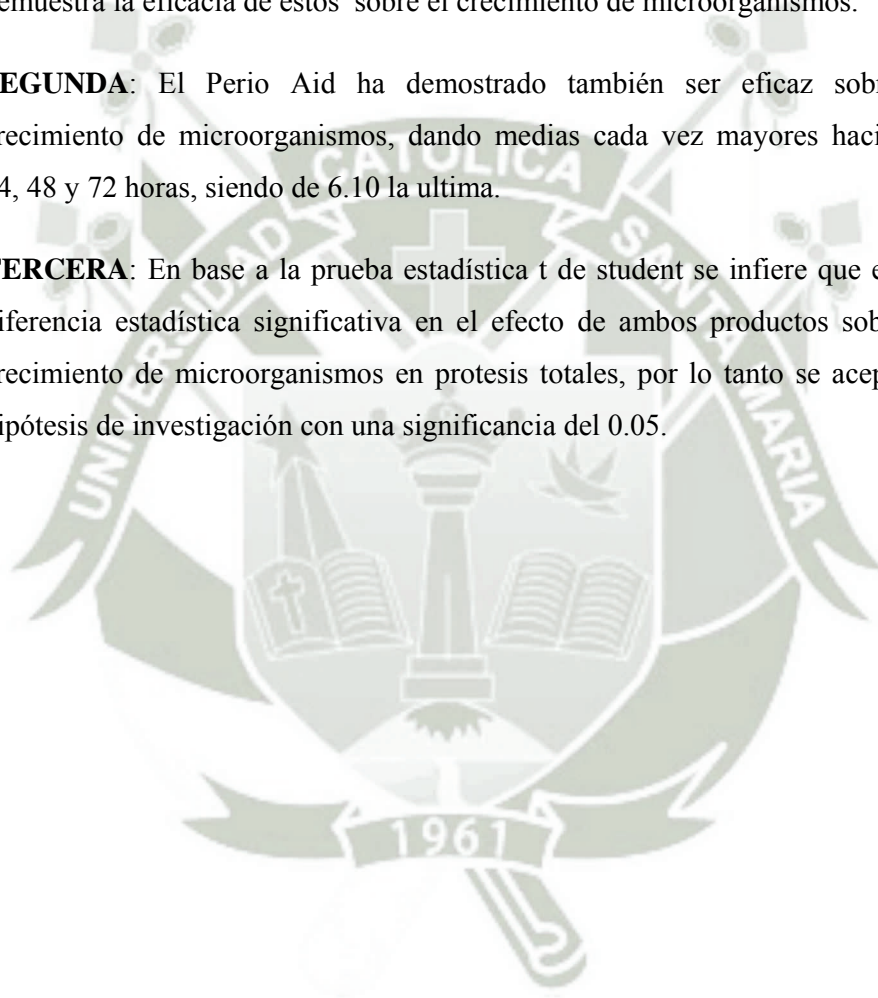 emuestra la eficacia de estos sobre el crecimiento de microorganismos.
EGUNDA: El Perio Aid ha demostrado también ser eficaz sob
recimiento de microorganismos, dando medias cada vez mayores haci
4, 48 y 72 horas, siendo de 6.10 la ultima.
ERCERA: En base a la prueba estadística t de student se infiere que e
iferencia estadística significativa en el efecto de ambos productos sob
recimiento de microorganismos en protesis totales, por lo tanto se acep
ipótesis de investigación con una significancia del 0.05.
UNIVERSIDAD CATOLICA SANTA MARIA
1961